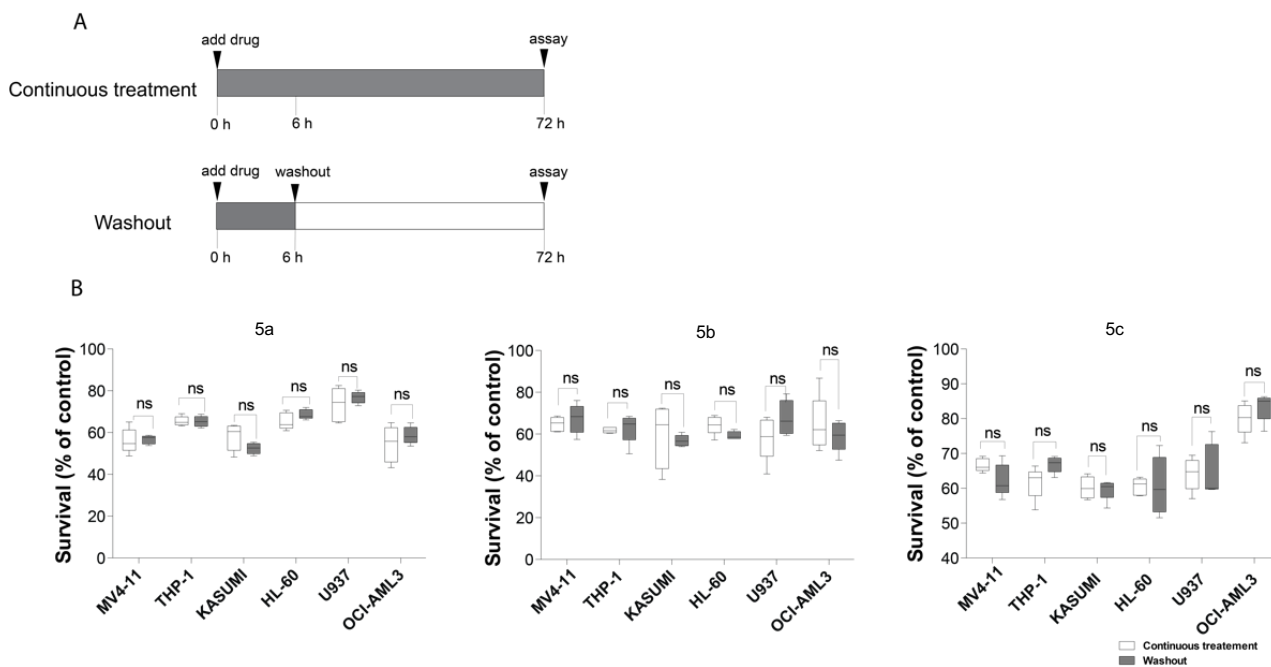 A
add drug assay
Continuous treatment
0 h 6 h 72 h
add drug washout assay
Washout
0 h 6 h 72 h
B
5a
Survival (% of control)
100
80
60
40
20
0
ns ns ns ns ns ns
MV4-11 THP-1 KASUMI HL-60 U937 OCI-AML3
5b
Survival (% of control)
100
80
60
40
20
0
ns ns ns ns ns ns
MV4-11 THP-1 KASUMI HL-60 U937 OCI-AML3
5c
Survival (% of control)
100
90
80
70
60
50
40
ns ns ns ns ns ns
MV4-11 THP-1 KASUMI HL-60 U937 OCI-AML3
Continuous treatement
Washout